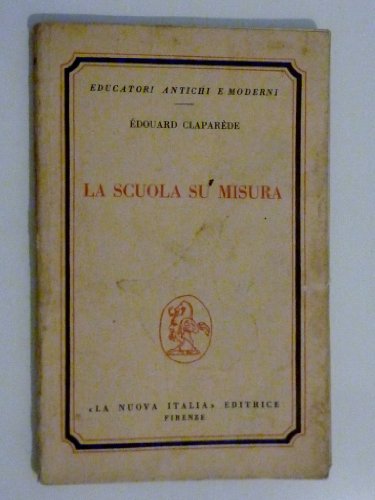 EDUCATORI ANTICHI E MODERNI
ÉDOUARD CLAPARÈDE
LA SCUOLA SU MISURA
«LA NUOVA ITALIA» EDITRICE
FIRENZE